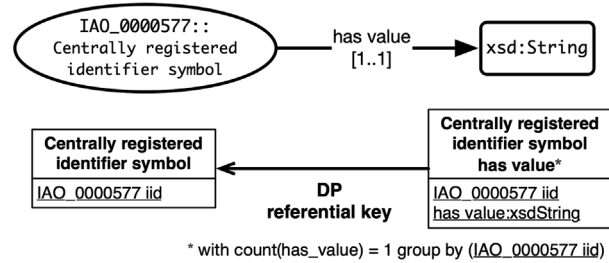 IAO_0000577::
Centrally registered
identifier symbol
has value
[1..1]
xsd:String
Centrally registered
identifier symbol
IAO_0000577 iid
DP
referential key
Centrally registered
identifier symbol
has value*
IAO_0000577 iid
has value:xsdString
* with count(has_value) = 1 group by (IAO_0000577 iid)